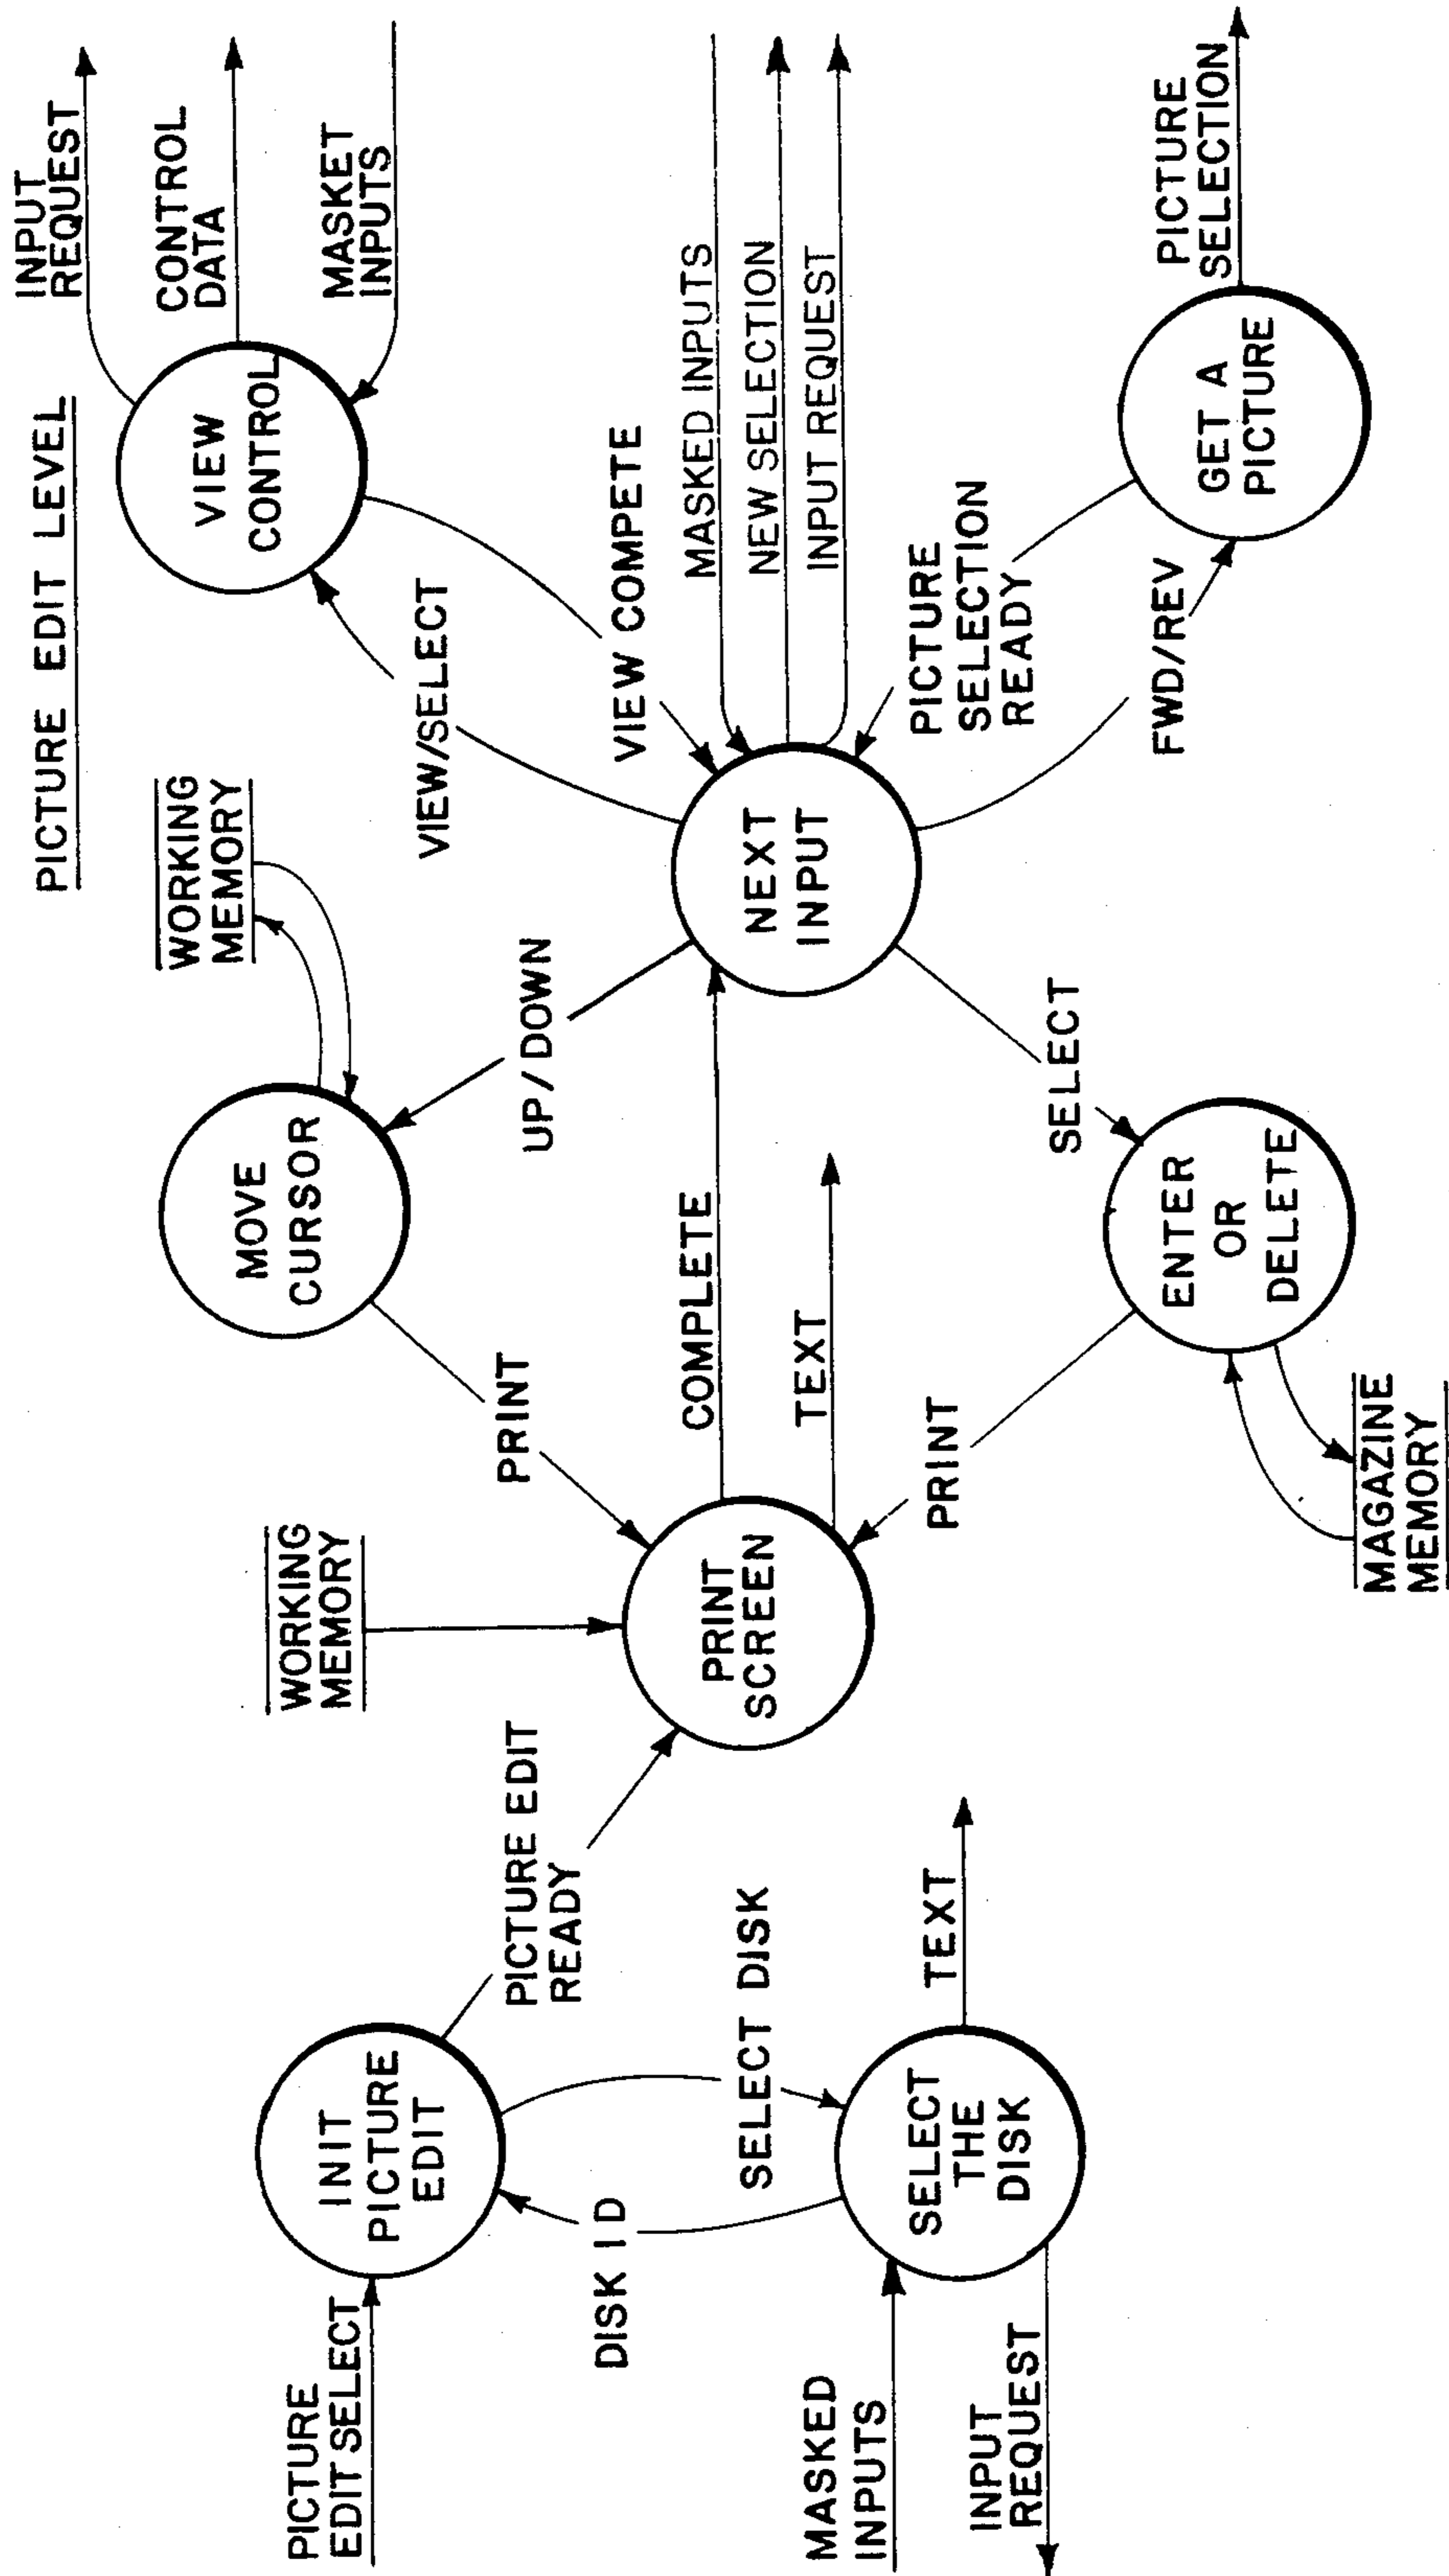 PICTURE EDIT LEVEL
PICTURE
EDIT SELECT
INIT
PICTURE
EDIT
DISK ID
SELECT DISK
MASKED
INPUTS
INPUT
REQUEST
SELECT
THE
DISK
TEXT
PICTURE EDIT
READY
WORKING
MEMORY
PRINT
SCREEN
PRINT
COMPLETE
TEXT
PRINT
MOVE
CURSOR
WORKING
MEMORY
UP/DOWN
ENTER
OR
DELETE
MAGAZINE
MEMORY
SELECT
NEXT
INPUT
VIEW/SELECT
VIEW COMPETE
VIEW
CONTROL
INPUT
REQUEST
CONTROL
DATA
MASKET
INPUTS
MASKED INPUTS
NEW SELECTION
INPUT REQUEST
PICTURE
SELECTION
READY
FWD/REV
GET A
PICTURE
PICTURE
SELECTION